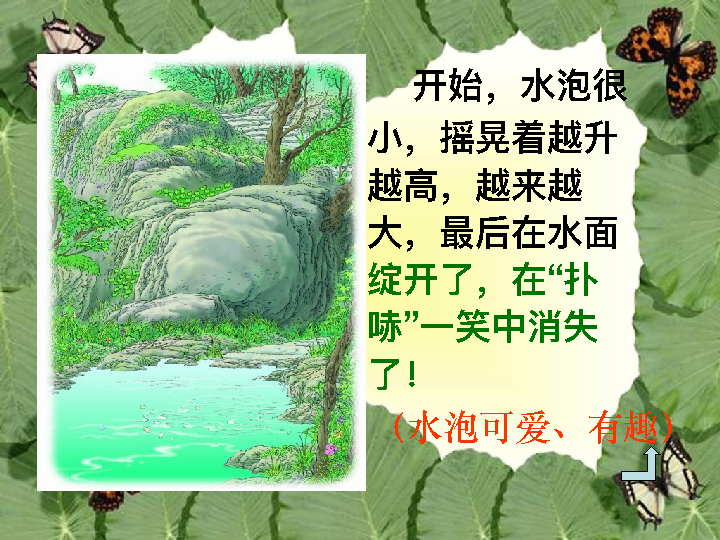 开始，水泡很
小，摇晃着越升
越高，越来越
大，最后在水面
绽开了，在“扑
哧”一笑中消失
了！
（水泡可爱、有趣）